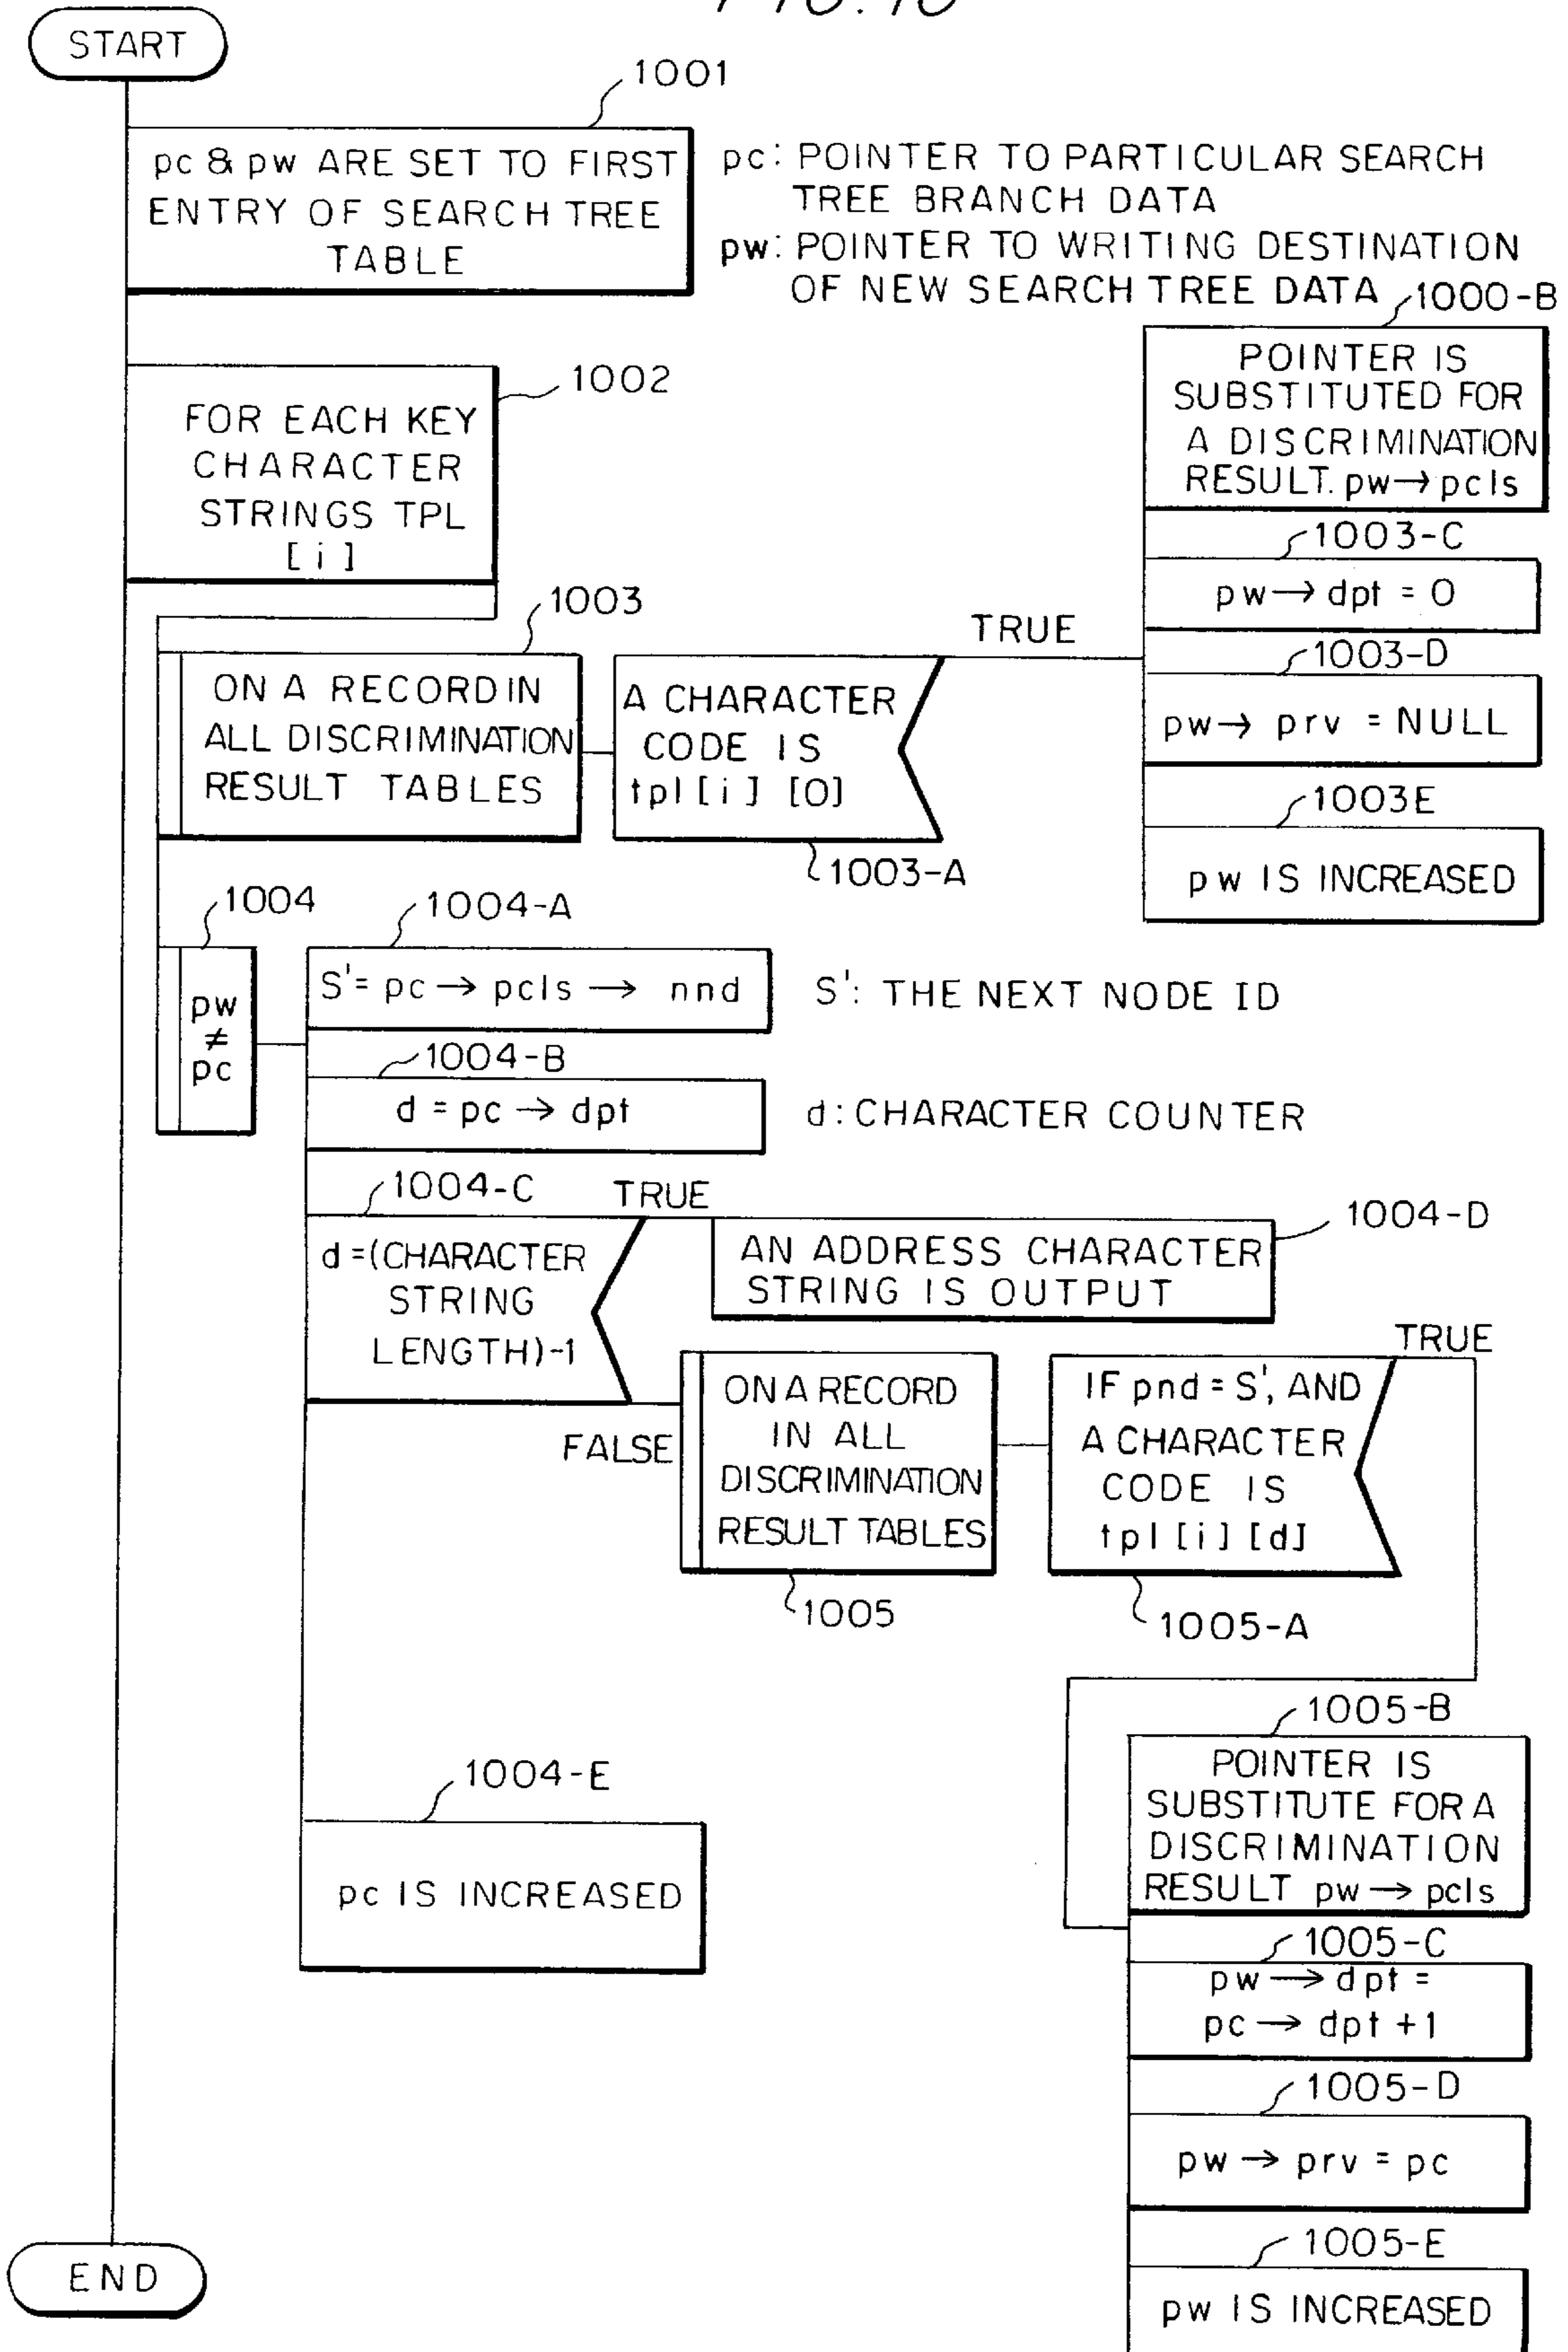 FIG. 10
START
1001
pc & pw ARE SET TO FIRST
ENTRY OF SEARCH TREE
TABLE
pc: POINTER TO PARTICULAR SEARCH
TREE BRANCH DATA
pw: POINTER TO WRITING DESTINATION
OF NEW SEARCH TREE DATA
1000-B
POINTER IS
SUBSTITUTED FOR
A DISCRIMINATION
RESULT. pw→pcls
1002
FOR EACH KEY
CHARACTER
STRINGS TPL
[i]
1003-C
pw→ dpt = 0
1003
ON A RECORD IN
ALL DISCRIMINATION
RESULT TABLES
A CHARACTER
CODE IS
tpl[i] [0]
1003-A
TRUE
1003-D
pw→ prv = NULL
1003E
pw IS INCREASED
1004
pw
≠
pc
1004-A
S'= pc → pcls → nnd
S': THE NEXT NODE ID
1004-B
d = pc → dpt
d: CHARACTER COUNTER
1004-C
TRUE
d =(CHARACTER
STRING
LENGTH)-1
1004-D
AN ADDRESS CHARACTER
STRING IS OUTPUT
FALSE
ON A RECORD
IN ALL
DISCRIMINATION
RESULT TABLES
1005
TRUE
IF pnd = S', AND
A CHARACTER
CODE IS
tpl [i] [d]
1005-A
1005-B
POINTER IS
SUBSTITUTE FOR A
DISCRIMINATION
RESULT pw→ pcls
1004-E
pc IS INCREASED
1005-C
pw → dpt =
pc → dpt +1
1005-D
pw → prv = pc
1005-E
pw IS INCREASED
END